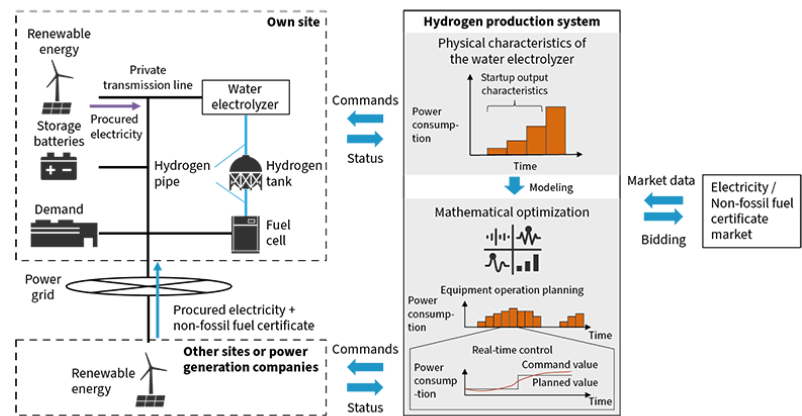 Own site
Renewable
energy
Private
transmission line
Water
electrolyzer
Procured
electricity
Storage
batteries
Hydrogen
pipe
Hydrogen
tank
Demand
Fuel
cell
Power
grid
Procured electricity +
non-fossil fuel certificate
Other sites or power
generation companies
Renewable
energy
Commands
Status
Commands
Status
Hydrogen production system
Physical characteristics of
the water electrolyzer
Startup output
characteristics
Power
consump-
tion
Time
Modeling
Mathematical optimization
Equipment operation planning
Power
consump-
tion
Time
Real-time control
Command value
Power
consump
-tion
Planned value
Time
Market data
Bidding
Electricity /
Non-fossil fuel
certificate
market